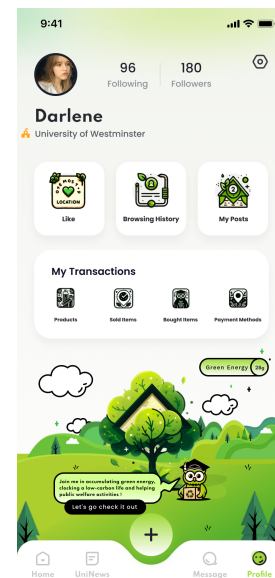 9:41
96
180
Following
Followers
Darlene
University of Westminster
LOCATION
Like
Browsing History
My Posts
My Transactions
Products
Sold Items
Bought Items
Payment Methods
Green Energy
28g
Join me in accumulating green energy,
clocking a low-carbon life and helping
public welfare activities !
Let's go check it out
Home
UniNews
Message
Profile